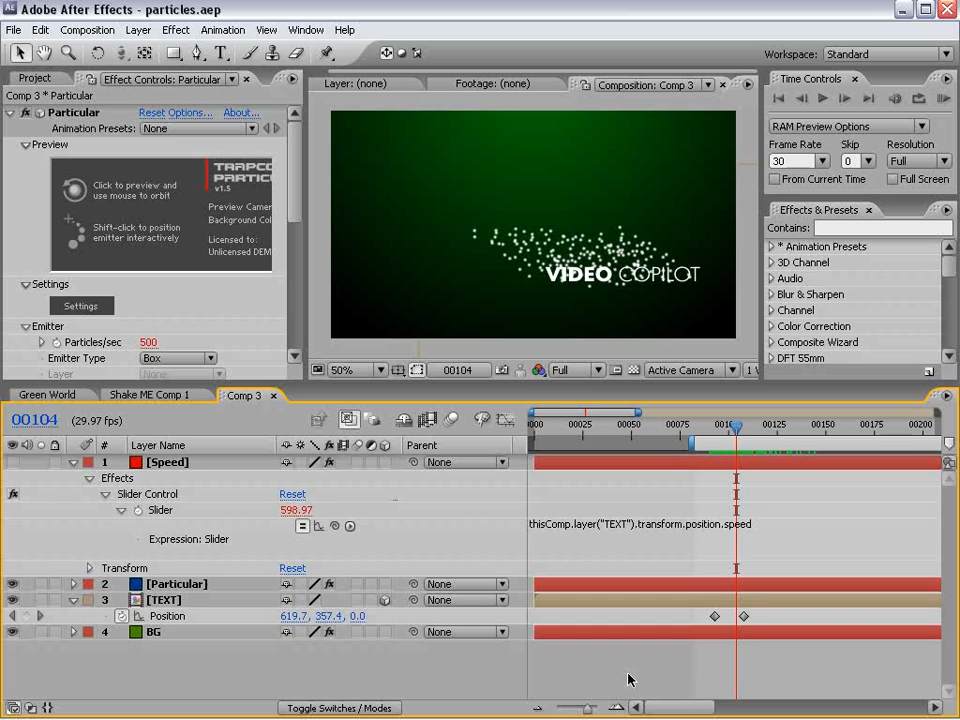 Adobe After Effects - particles.aep
File Edit Composition Layer Effect Animation View Window Help
Workspace: Standard
Project Effect Controls: Particular
Comp 3 * Particular
Particular Reset Options... About...
Animation Presets: None
Preview
Click to preview and
use mouse to orbit
Shift-click to position
emitter interactively
v1.5
Preview Camer
Background Col
Licensed to:
Unlicensed DEM
Settings
Settings
Emitter
Particles/sec 500
Emitter Type Box
Layer None
Layer: (none) Footage: (none) Composition: Comp 3
VIDEO COPILOT
50% 00104 Full Active Camera 1
Time Controls
RAM Preview Options
Frame Rate Skip Resolution
30 0 Full
From Current Time Full Screen
Effects & Presets
Contains:
* Animation Presets
3D Channel
Audio
Blur & Sharpen
Channel
Color Correction
Composite Wizard
DFT 55mm
Green World Shake ME Comp 1 Comp 3
00104 (29.97 fps)
0000 00025 00050 00075 00125 00150 00175 00200
# Layer Name Parent
1 [Speed] None
Effects
Slider Control Reset
Slider 598.97
Expression: Slider thisComp.layer("TEXT").transform.position.speed
Transform Reset
2 [Particular] None
3 [TEXT] None
Position 619.7, 357.4, 0.0
4 BG None
Toggle Switches / Modes